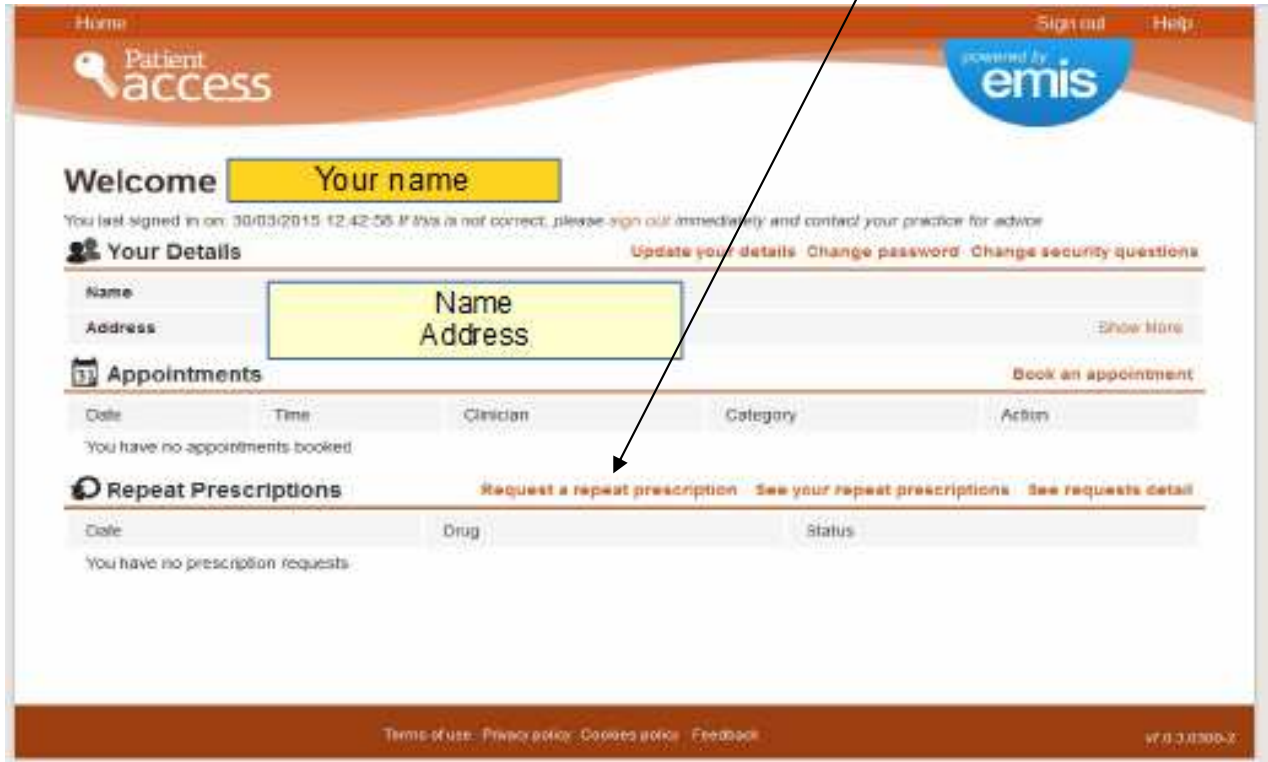 Home Sign out Help
Patient access
powered by emis
Welcome Your name
You last signed in on: 30/03/2015 12:42:58 If this is not correct, please sign out immediately and contact your practice for advice
Your Details Update your details Change password Change security questions
Name Name
Address Address Show More
31 Appointments Book an appointment
Date Time Clinician Category Action
You have no appointments booked
Repeat Prescriptions Request a repeat prescription See your repeat prescriptions See requests detail
Date Drug Status
You have no prescription requests
Terms of use Privacy policy Cookies policy Feedback